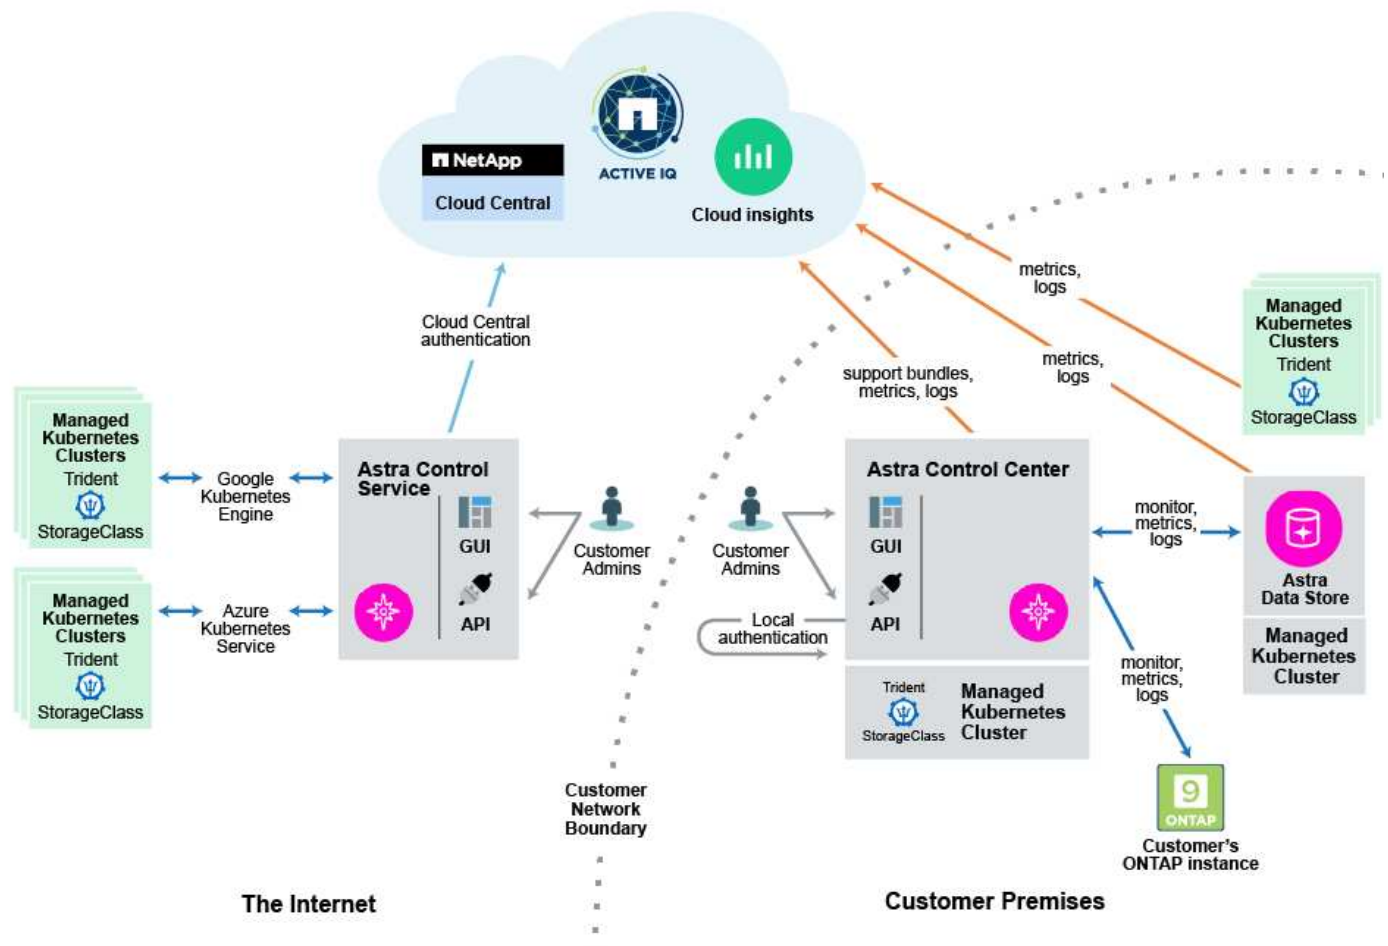 NetApp
Cloud Central
ACTIVE IQ
Cloud insights
Cloud Central
authentication
metrics,
logs
metrics,
logs
support bundles,
metrics, logs
Managed
Kubernetes
Clusters
Trident
StorageClass
Managed
Kubernetes
Clusters
Trident
StorageClass
Google
Kubernetes
Engine
Managed
Kubernetes
Clusters
Trident
StorageClass
Azure
Kubernetes
Service
Astra Control
Service
GUI
API
Customer
Admins
Customer
Admins
Local
authentication
Astra Control Center
GUI
API
Trident
StorageClass
Managed
Kubernetes
Cluster
monitor,
metrics,
logs
Astra
Data Store
Managed
Kubernetes
Cluster
monitor,
metrics,
logs
9
ONTAP
Customer's
ONTAP instance
Customer
Network
Boundary
The Internet
Customer Premises